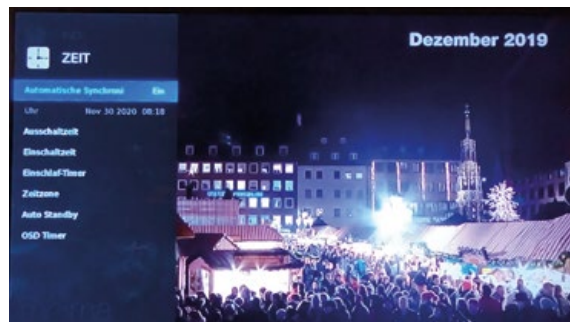 Dezember 2019
ZEIT
Automatische Synchroni Ein
Uhr Nov 30 2020 08:18
Ausschaltzeit
Einschaltzeit
Einschlaf-Timer
Zeitzone
Auto Standby
OSD Timer